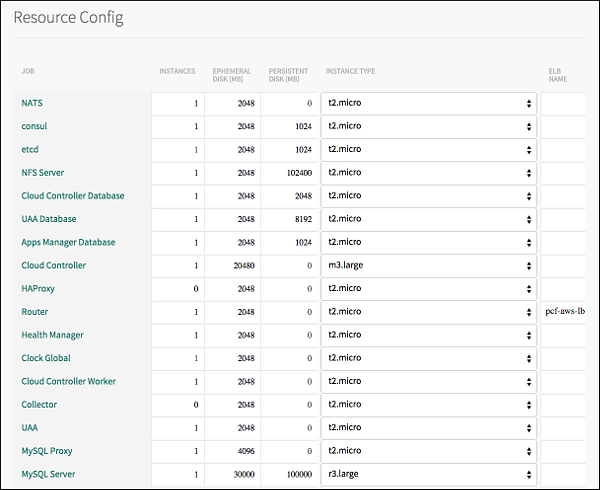 Resource Config
JOB INSTANCES EPHEMERAL DISK (MB) PERSISTENT DISK (MB) INSTANCE TYPE ELB NAME
NATS 1 2048 0 t2.micro
consul 1 2048 1024 t2.micro
etcd 1 2048 1024 t2.micro
NFS Server 1 2048 102400 t2.micro
Cloud Controller Database 1 2048 2048 t2.micro
UAA Database 1 2048 8192 t2.micro
Apps Manager Database 1 2048 1024 t2.micro
Cloud Controller 1 20480 0 m3.large
HAProxy 0 2048 0 t2.micro
Router 1 2048 0 t2.micro pcf-aws-lb
Health Manager 1 2048 0 t2.micro
Clock Global 1 2048 0 t2.micro
Cloud Controller Worker 1 2048 0 t2.micro
Collector 0 2048 0 t2.micro
UAA 1 2048 0 t2.micro
MySQL Proxy 1 4096 0 t2.micro
MySQL Server 1 30000 100000 r3.large